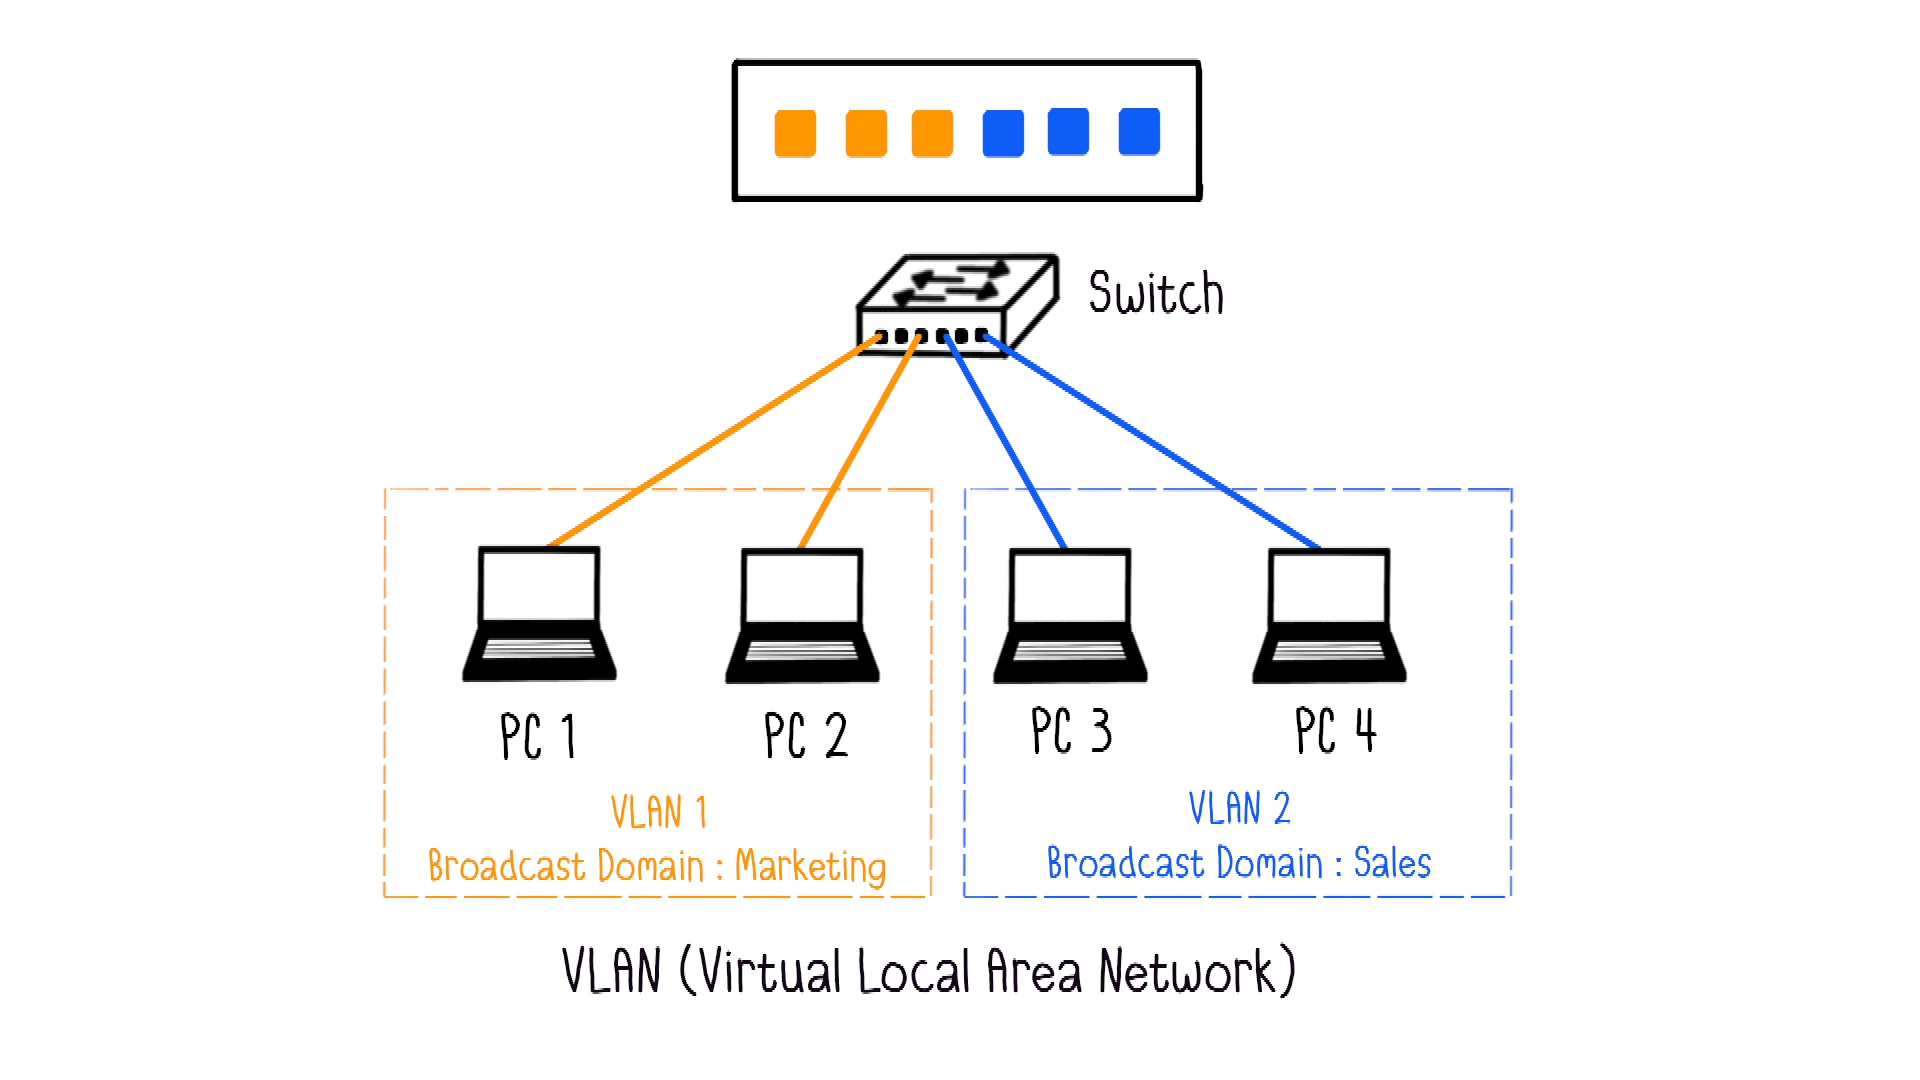 Switch
PC 1
PC 2
PC 3
PC 4
VLAN 1
Broadcast Domain : Marketing
VLAN 2
Broadcast Domain : Sales
VLAN (Virtual Local Area Network)